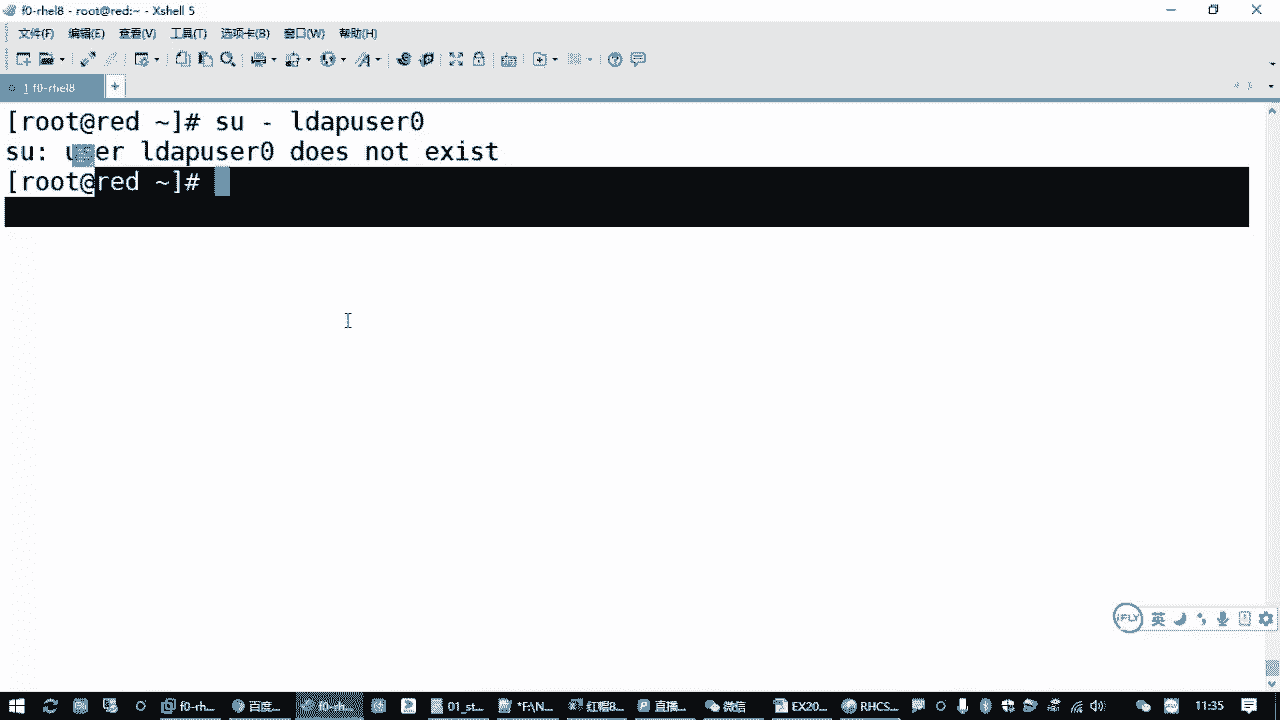 f0-rhel8 - root@red:~ - Xshell 5
文件(F) 编辑(E) 查看(V) 工具(T) 选项卡(B) 窗口(W) 帮助(H)
1 f0-rhel8 +
[root@red ~]# su - ldapuser0
su: user ldapuser0 does not exist
[root@red ~]#
iFLY 英
f0-rh... 百度... 01_st... *F:\N... 红帽8... 直播... 微信 EX20... RHCS... 11:35